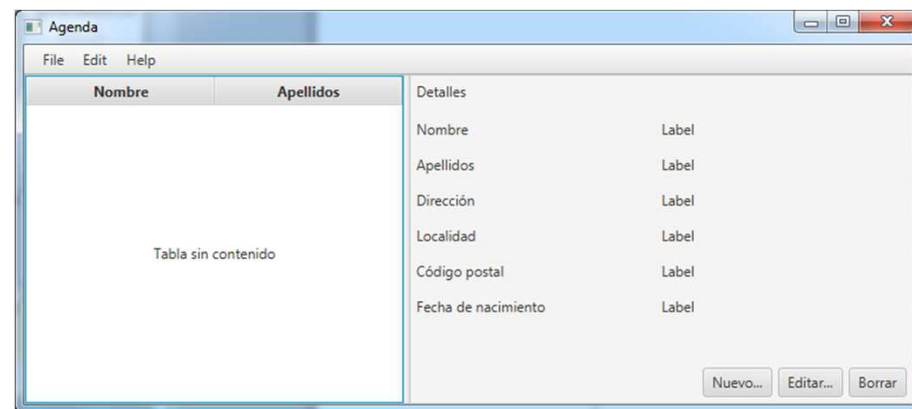 Agenda
File Edit Help
Nombre Apellidos
Tabla sin contenido
Detalles
Nombre Label
Apellidos Label
Dirección Label
Localidad Label
Código postal Label
Fecha de nacimiento Label
Nuevo... Editar... Borrar